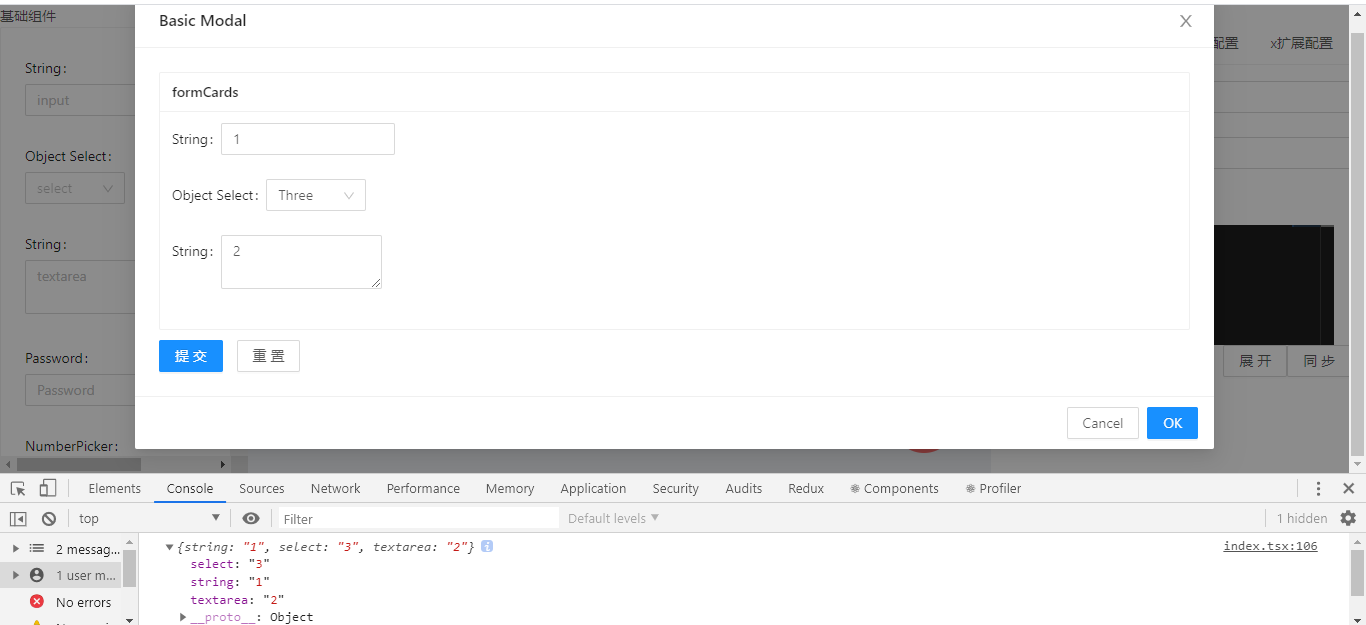 基础组件
Basic Modal
配置
x扩展配置
String:
input
formCards
String:
1
Object Select:
select
Object Select:
Three
String:
textarea
String:
2
Password:
Password
提 交
重 置
展 开
同 步
Cancel
OK
NumberPicker:
Elements
Console
Sources
Network
Performance
Memory
Application
Security
Audits
Redux
Components
Profiler
top
Filter
Default levels
1 hidden
2 messag...
1 user m...
No errors
{string: "1", select: "3", textarea: "2"}
index.tsx:106
select: "3"
string: "1"
textarea: "2"
__proto__: Object